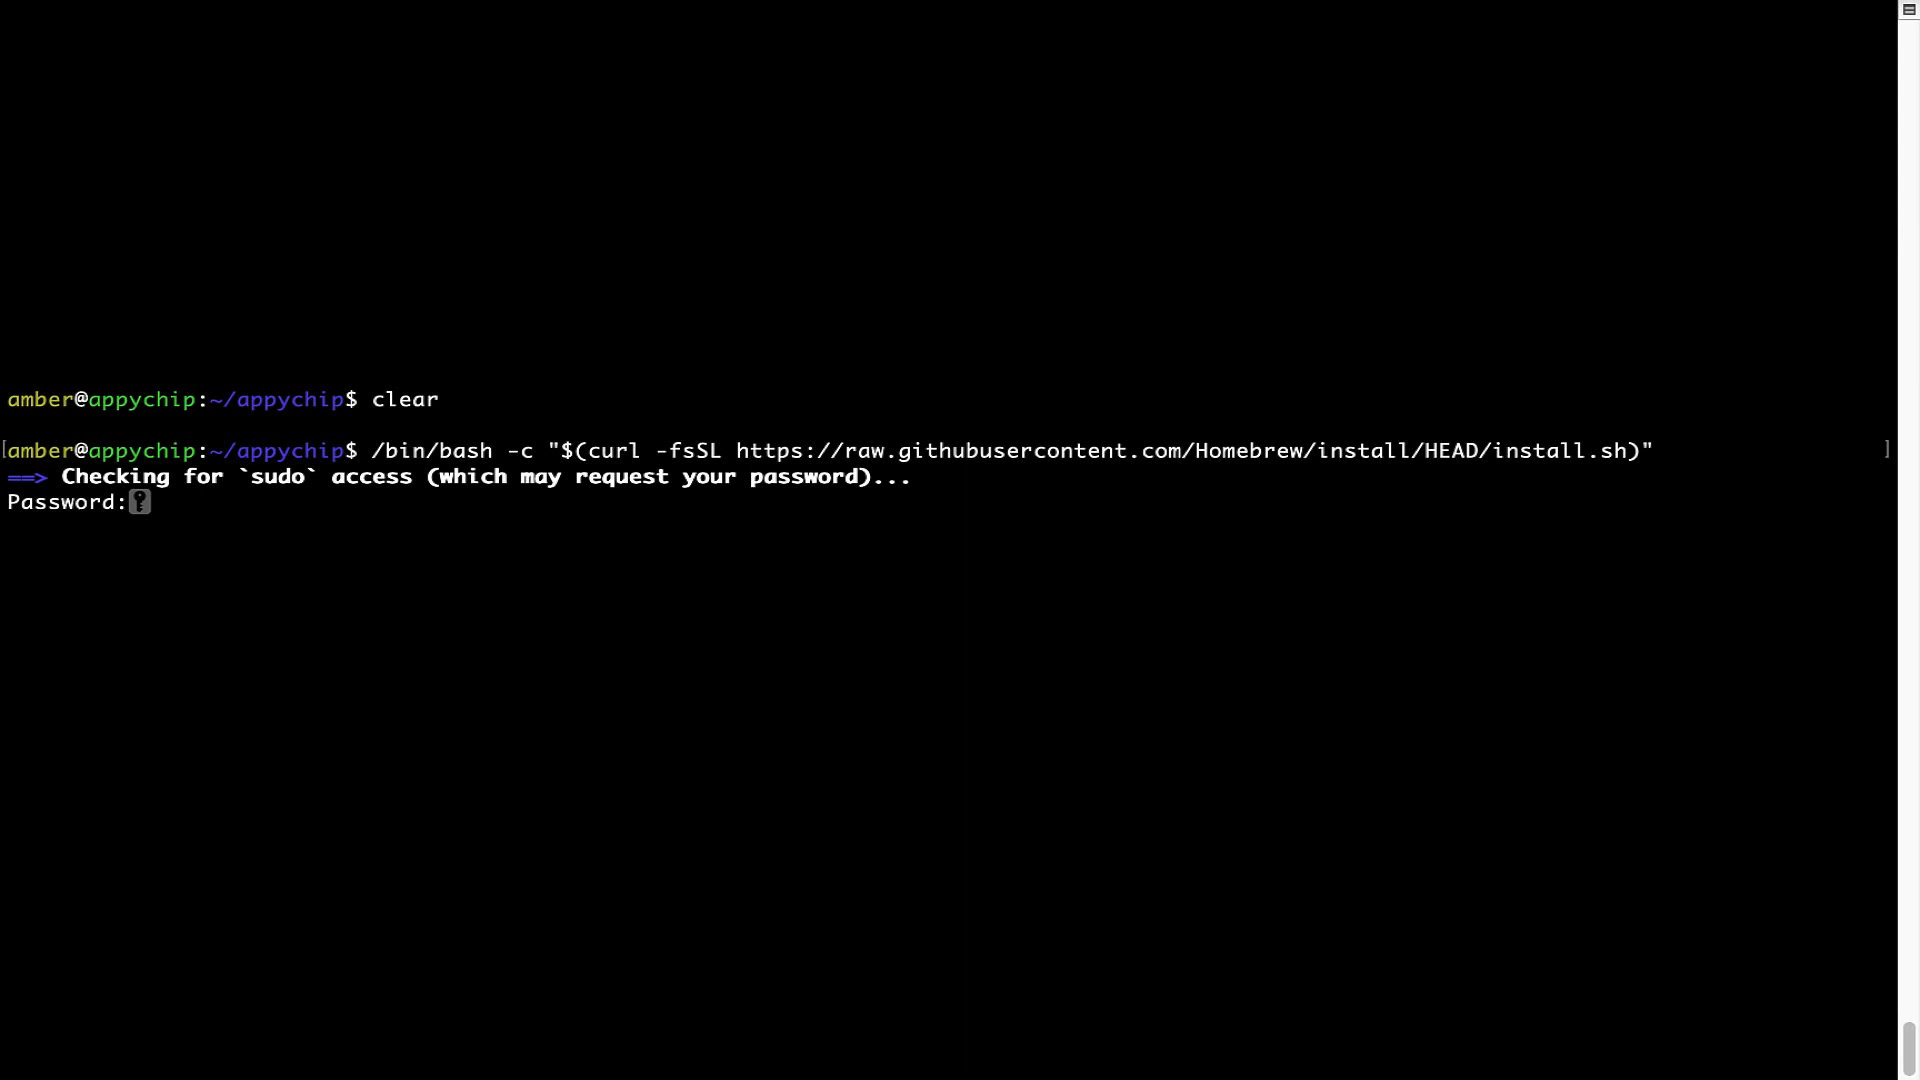 amber@appychip:~/appychip$ clear
[amber@appychip:~/appychip$ /bin/bash -c "$(curl -fsSL https://raw.githubusercontent.com/Homebrew/install/HEAD/install.sh)" ]
==> Checking for `sudo` access (which may request your password)...
Password: